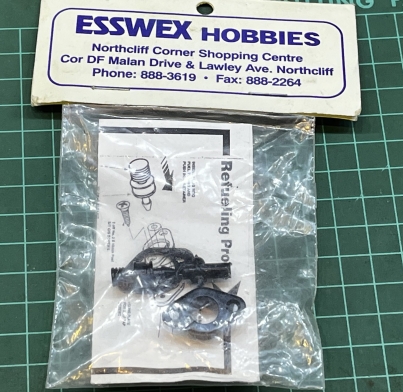 ESSWEX HOBBIES
Northcliff Corner Shopping Centre
Cor DF Malan Drive & Lawley Ave. Northcliff
Phone: 888-3619 • Fax: 888-2264
Refueling Pro